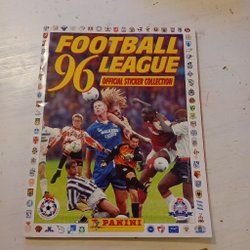 FOOTBALL
96 LEAGUE
OFFICIAL STICKER COLLECTION
PANINI